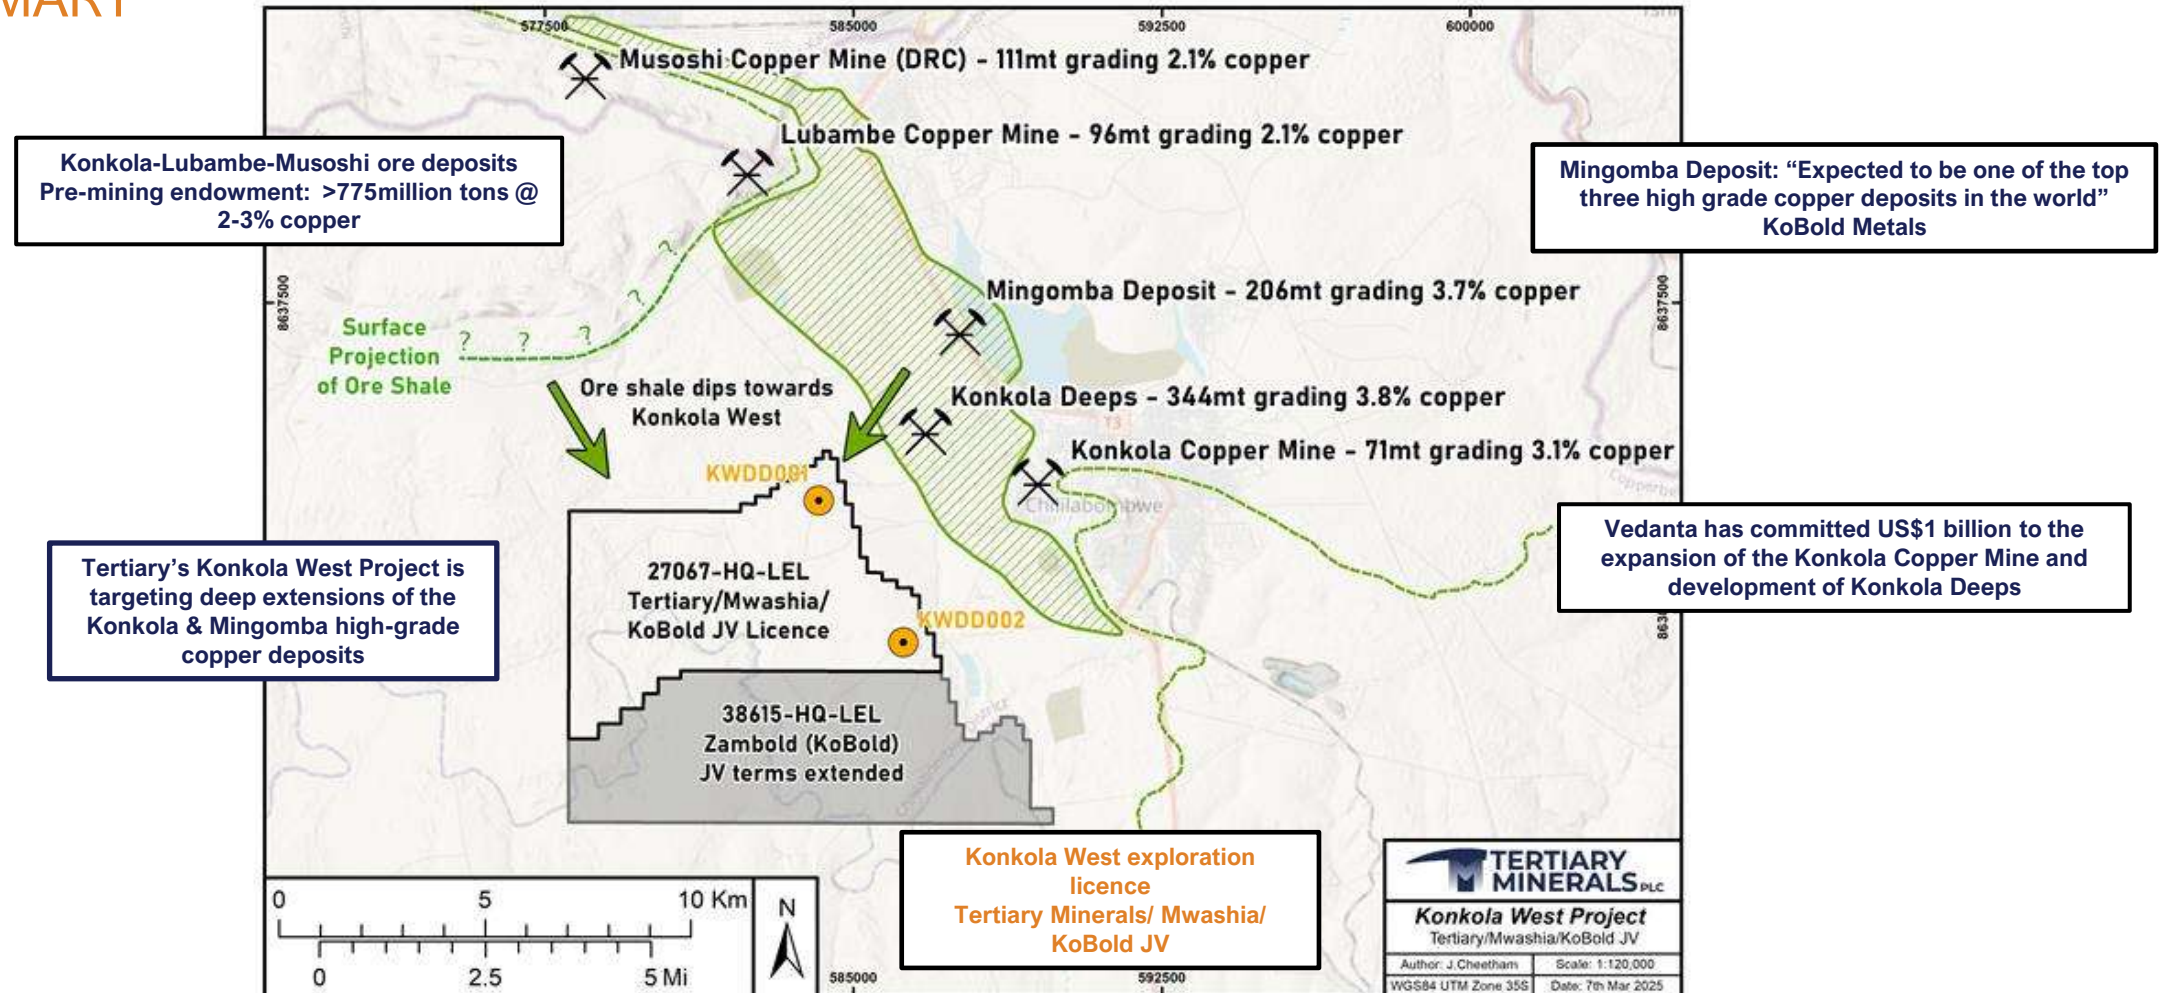 MARY
577500
585000
592500
600000
Musoshi Copper Mine (DRC) - 111mt grading 2.1% copper
Lubambe Copper Mine - 96mt grading 2.1% copper
Konkola-Lubambe-Musoshi ore deposits
Pre-mining endowment: >775million tons @
2-3% copper
Mingomba Deposit: “Expected to be one of the top
three high grade copper deposits in the world”
KoBold Metals
8637500
8637500
Mingomba Deposit - 206mt grading 3.7% copper
Surface
Projection
of Ore Shale
? ? ? ? ?
Ore shale dips towards
Konkola West
Konkola Deeps - 344mt grading 3.8% copper
T3
Konkola Copper Mine - 71mt grading 3.1% copper
KWDD001
Chililabombwe
Vedanta has committed US$1 billion to the
expansion of the Konkola Copper Mine and
development of Konkola Deeps
Tertiary’s Konkola West Project is
targeting deep extensions of the
Konkola & Mingomba high-grade
copper deposits
27067-HQ-LEL
Tertiary/Mwashia/
KoBold JV Licence
KWDD002
863
38615-HQ-LEL
Zambold (KoBold)
JV terms extended
Konkola West exploration
licence
Tertiary Minerals/ Mwashia/
KoBold JV
0 5 10 Km
0 2.5 5 Mi
N
585000
592500
TERTIARY
MINERALS PLC
Konkola West Project
Tertiary/Mwashia/KoBold JV
Author: J.Cheetham
Scale: 1:120,000
WGS84 UTM Zone 35S
Date: 7th Mar 2025